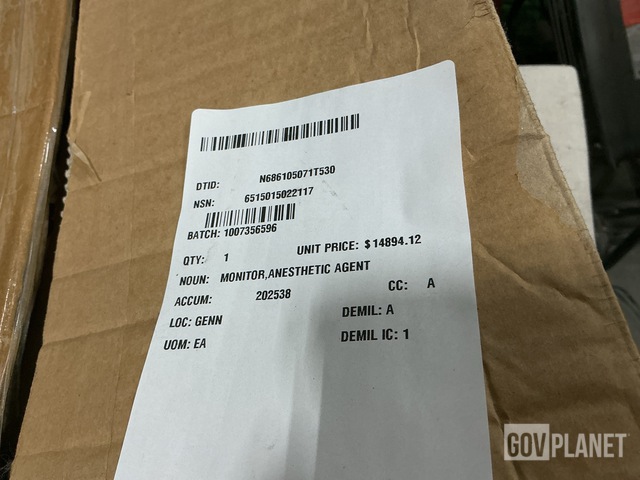 DTID: N686105071T530
NSN: 6515015022117
BATCH: 1007356596
QTY: 1 UNIT PRICE: $ 14894.12
NOUN: MONITOR,ANESTHETIC AGENT
ACCUM: 202538 CC: A
LOC: GENN DEMIL: A
UOM: EA DEMIL IC: 1
GOVPLANET